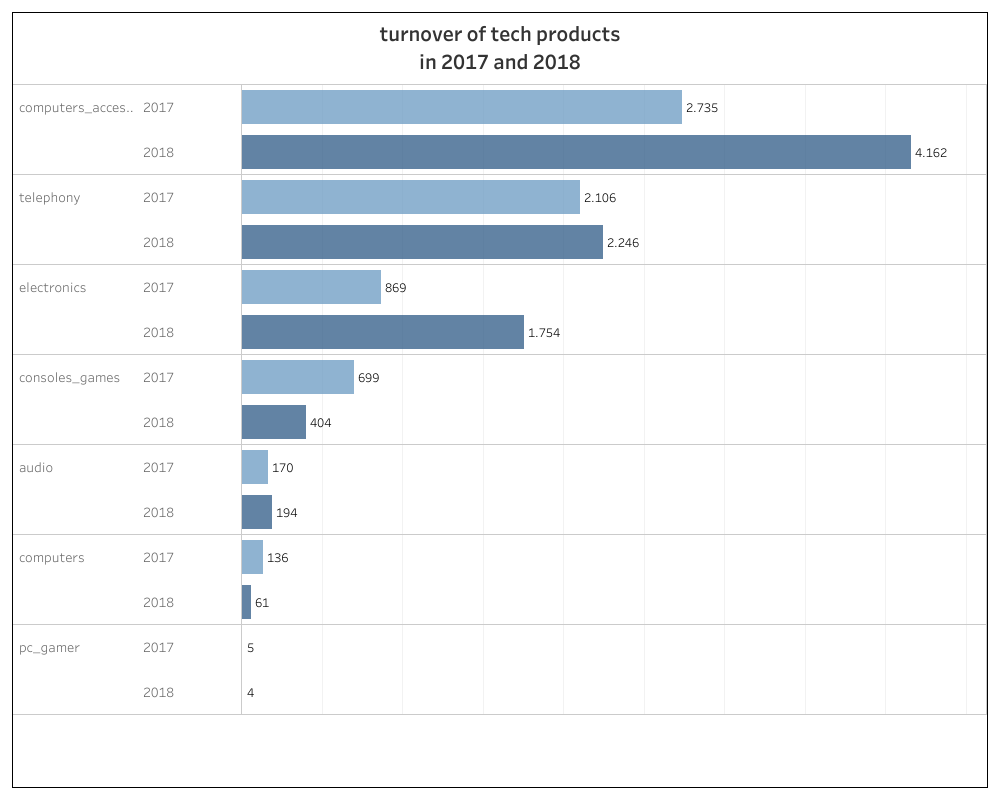 turnover of tech products
in 2017 and 2018
computers_acces.. 2017 2.735
2018 4.162
telephony 2017 2.106
2018 2.246
electronics 2017 869
2018 1.754
consoles_games 2017 699
2018 404
audio 2017 170
2018 194
computers 2017 136
2018 61
pc_gamer 2017 5
2018 4